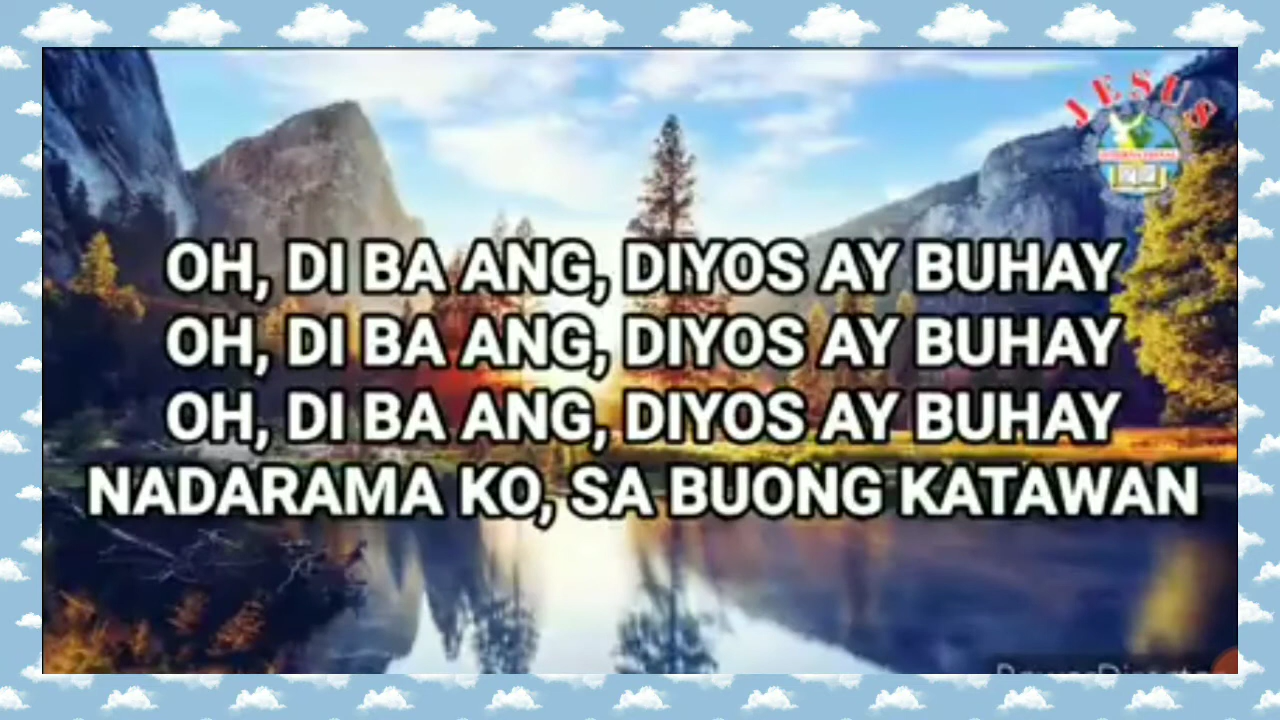 JESUS
OH, DI BA ANG, DIYOS AY BUHAY
OH, DI BA ANG, DIYOS AY BUHAY
OH, DI BA ANG, DIYOS AY BUHAY
NADARAMA KO, SA BUONG KATAWAN